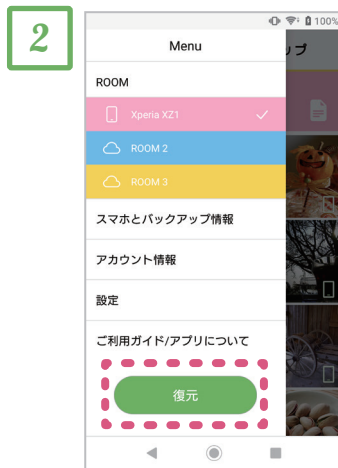 2
100%
Menu
ップ
ROOM
Xperia XZ1
ROOM 2
ROOM 3
スマホとバックアップ情報
アカウント情報
設定
ご利用ガイド/アプリについて
復元